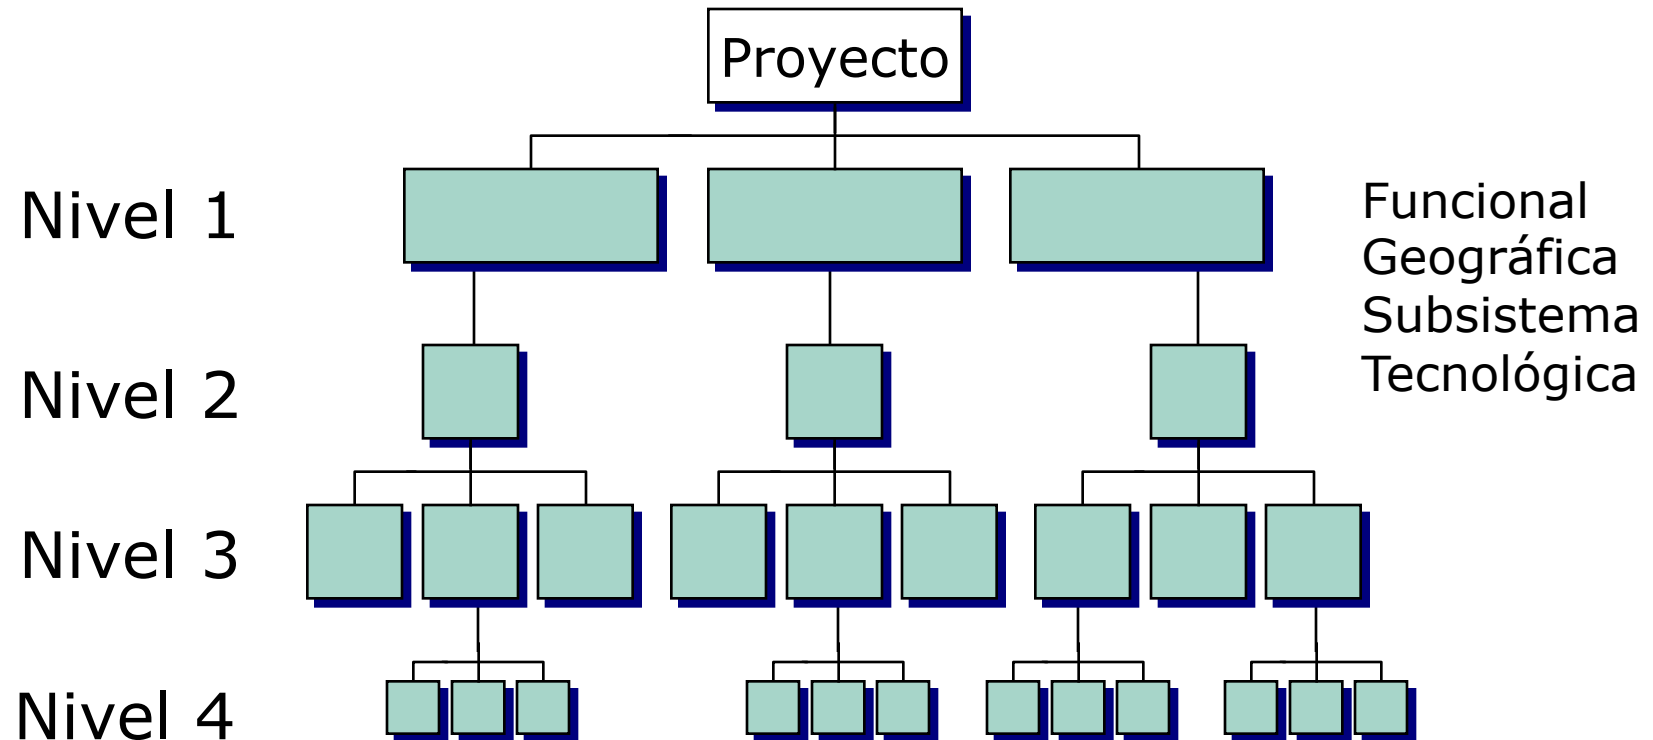 Proyecto
Nivel 1
Funcional
Geográfica
Subsistema
Tecnológica
Nivel 2
Nivel 3
Nivel 4